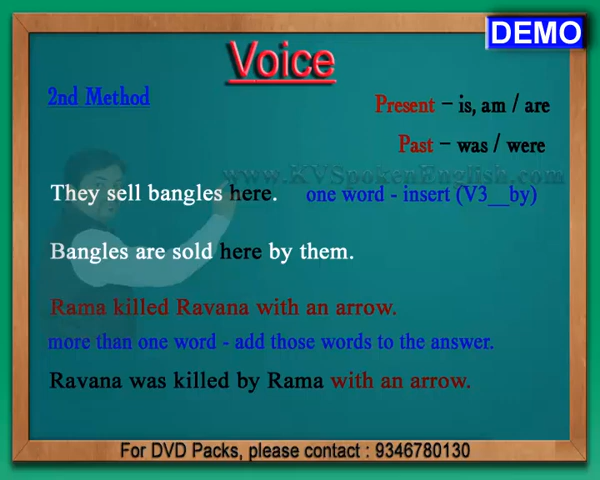 DEMO
Voice
2nd Method
Present – is, am / are
Past – was / were
www.KVSpokenEnglish.com
They sell bangles here. one word - insert (V3__by)
Bangles are sold here by them.
Rama killed Ravana with an arrow.
more than one word - add those words to the answer.
Ravana was killed by Rama with an arrow.
For DVD Packs, please contact : 9346780130